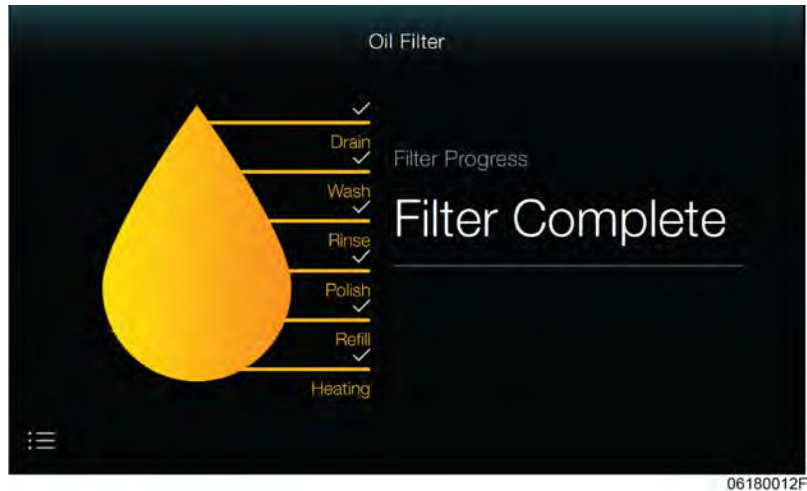 Oil Filter
Drain
Wash
Rinse
Polish
Refill
Heating
Filter Progress
Filter Complete
06180012F